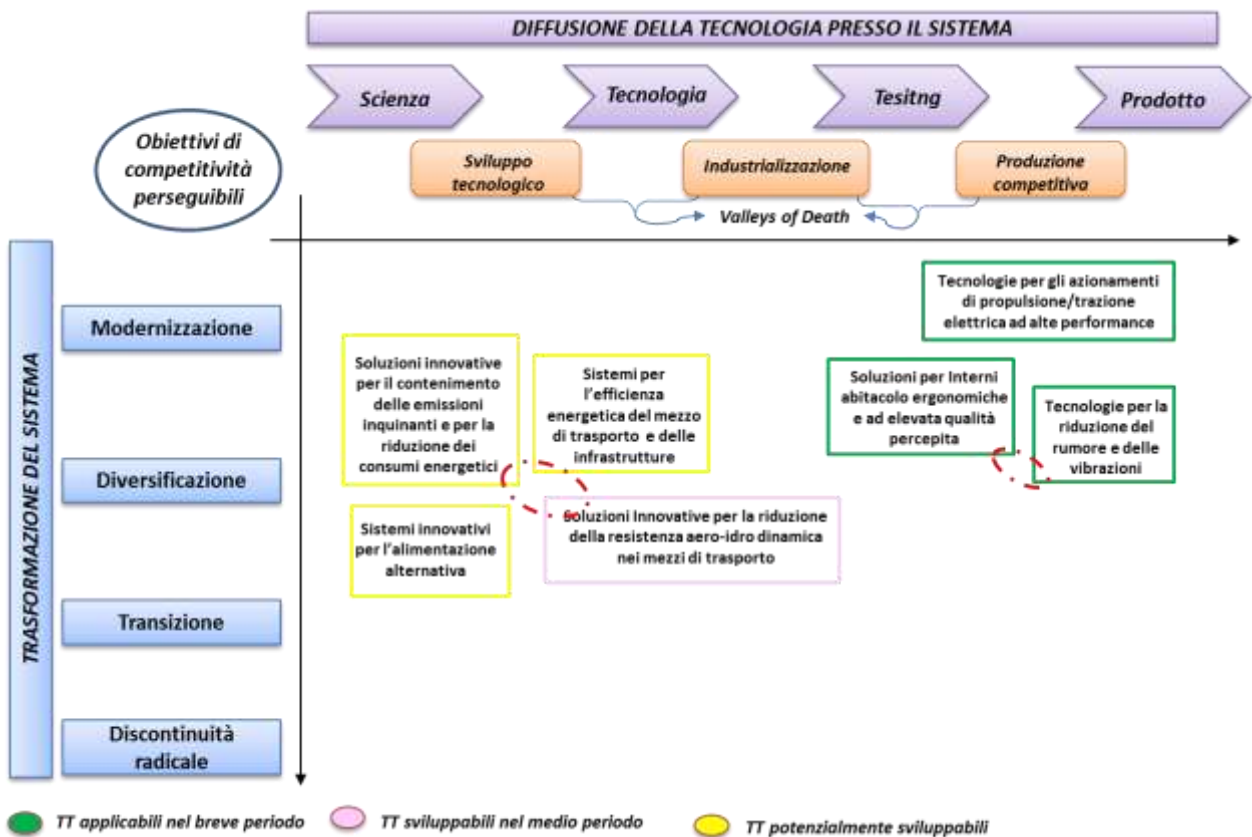 DIFFUSIONE DELLA TECNOLOGIA PRESSO IL SISTEMA
Scienza
Tecnologia
Tesitng
Prodotto
Obiettivi di
competitività
perseguibili
Sviluppo
tecnologico
Industrializzazione
Produzione
competitiva
Valleys of Death
TRASFORMAZIONE DEL SISTEMA
Modernizzazione
Diversificazione
Transizione
Discontinuità
radicale
Tecnologie per gli azionamenti
di propulsione/trazione
elettrica ad alte performance
Soluzioni innovative
per il contenimento
delle emissioni
inquinanti e per la
riduzione dei
consumi energetici
Sistemi per
l'efficienza
energetica del mezzo
di trasporto e delle
infrastrutture
Soluzioni per Interni
abitacolo ergonomiche
e ad elevata qualità
percepita
Tecnologie per la
riduzione del
rumore e delle
vibrazioni
Sistemi innovativi
per l'alimentazione
alternativa
Soluzioni Innovative per la riduzione
della resistenza aero-idro dinamica
nei mezzi di trasporto
TT applicabili nel breve periodo
TT sviluppabili nel medio periodo
TT potenzialmente sviluppabili